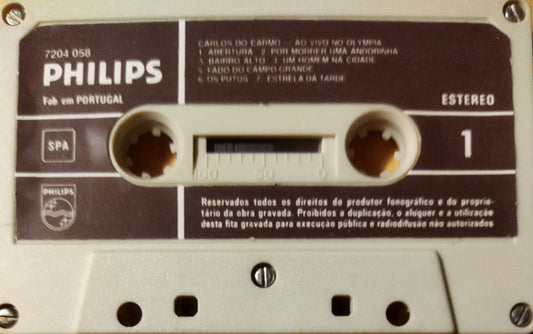 7204 058
PHILIPS
Fab. em PORTUGAL
CARLOS DO CARMO AO VIVO NO OLYMPIA
1. ABERTURA 2. POR MORRER UMA ANDORINHA
3. BAIRRO ALTO 4. UM HOMEM NA CIDADE
5. FADO DO CAMPO GRANDE
6. OS PUTOS 7. ESTRELA DA TARDE
ESTEREO
1
SPA
100 50 0
PHILIPS
Reservados todos os direitos do produtor fonográfico e do proprie-
tário da obra gravada. Proibidos a duplicação, o aluguer e a utilização
desta fita gravada para execução pública e radiodifusão não autorizados